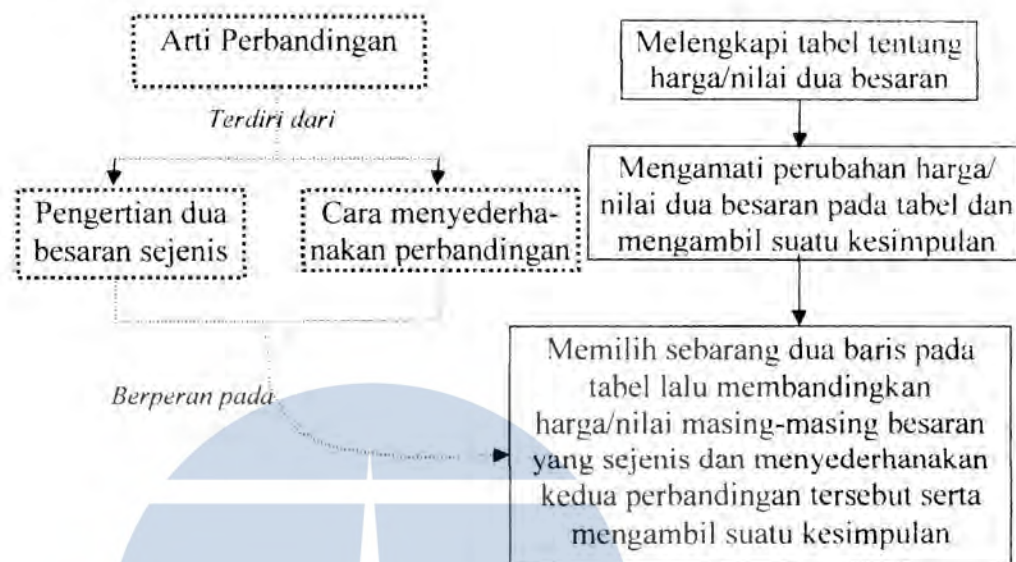 Arti Perbandingan
Terdiri dari
Pengertian dua
besaran sejenis
Cara menyederha-
nakan perbandingan
Berperan pada
Melengkapi tabel tentang
harga/nilai dua besaran
Mengamati perubahan harga/
nilai dua besaran pada tabel dan
mengambil suatu kesimpulan
Memilih sebarang dua baris pada
tabel lalu membandingkan
harga/nilai masing-masing besaran
yang sejenis dan menyederhanakan
kedua perbandingan tersebut serta
mengambil suatu kesimpulan